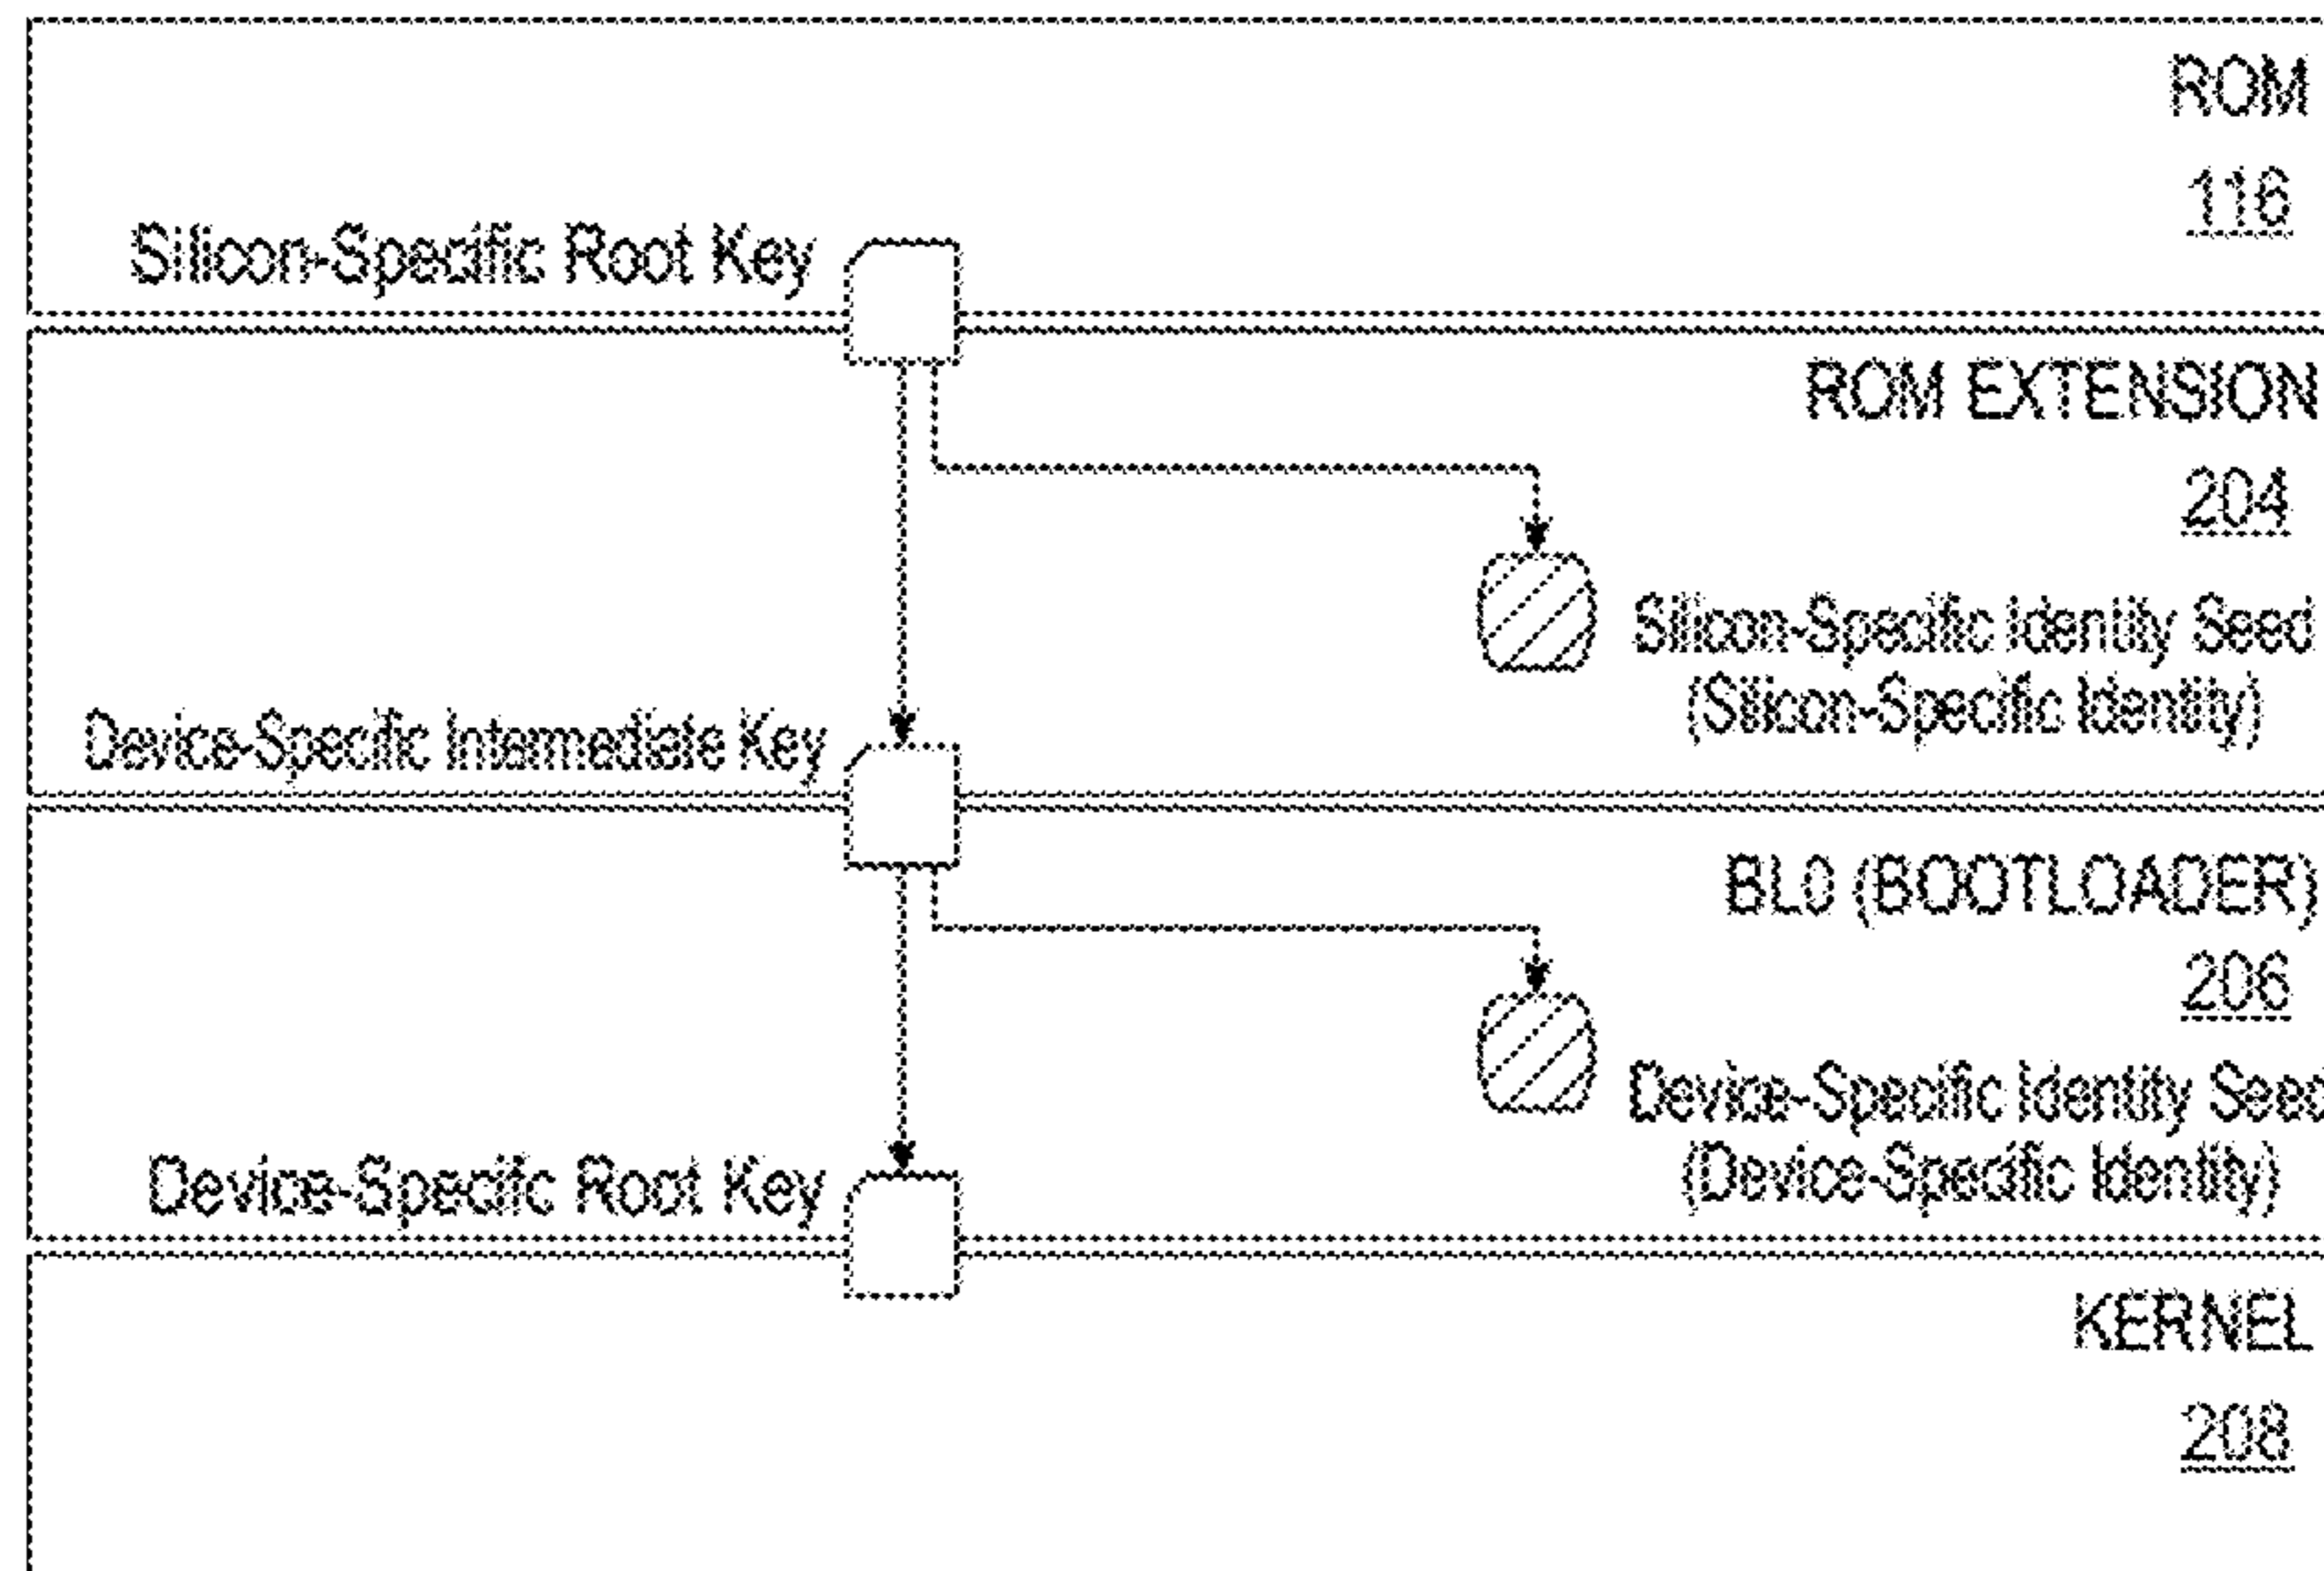 ROM
116
Silicon-Specific Root Key
ROM EXTENSION
204
Silicon-Specific Identity Seed
(Silicon-Specific Identity)
Device-Specific Intermediate Key
BL0 (BOOTLOADER)
206
Device-Specific Identity Seed
(Device-Specific Identity)
Device-Specific Root Key
KERNEL
208